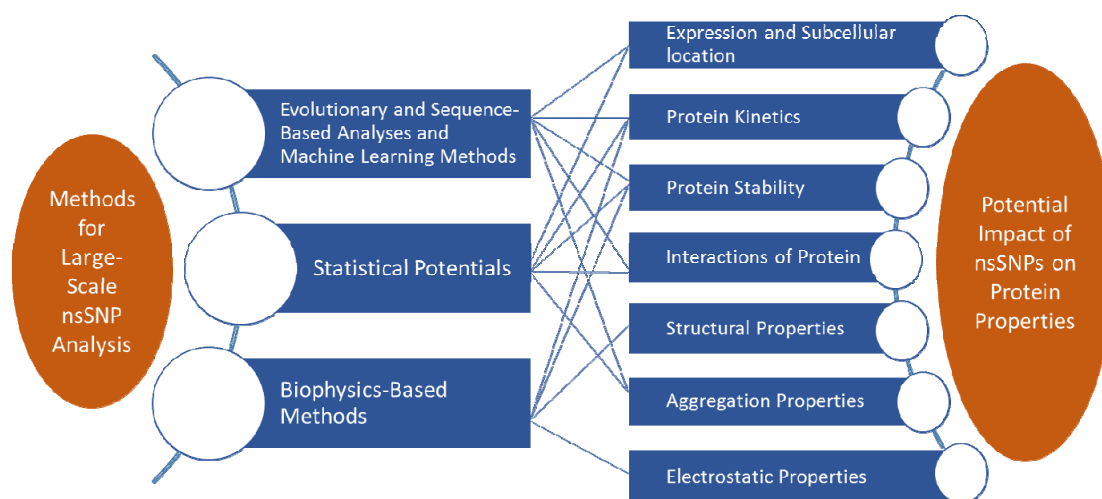 Methods
for
Large-
Scale
nsSNP
Analysis
Evolutionary and Sequence-
Based Analyses and
Machine Learning Methods
Statistical Potentials
Biophysics-Based
Methods
Expression and Subcellular
location
Protein Kinetics
Protein Stability
Interactions of Protein
Structural Properties
Aggregation Properties
Electrostatic Properties
Potential
Impact of
nsSNPs on
Protein
Properties